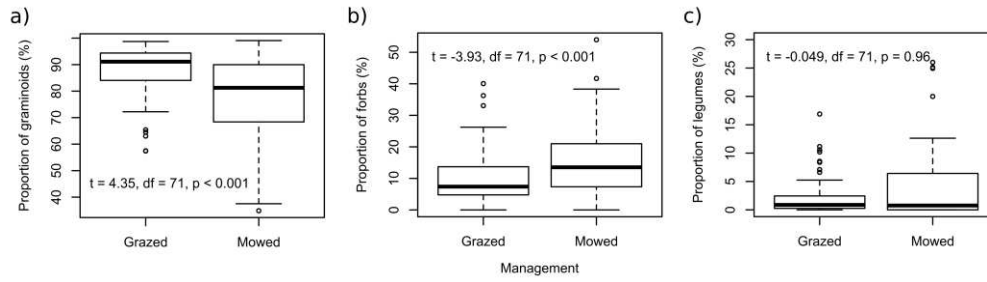 a)
Proportion of graminoids (%)
90
80
70
60
50
40
t = 4.35, df = 71, p < 0.001
Grazed
Mowed
b)
Proportion of forbs (%)
50
40
30
20
10
0
t = -3.93, df = 71, p < 0.001
Grazed
Mowed
Management
c)
Proportion of legumes (%)
30
25
20
15
10
5
0
t = -0.049, df = 71, p = 0.96
Grazed
Mowed